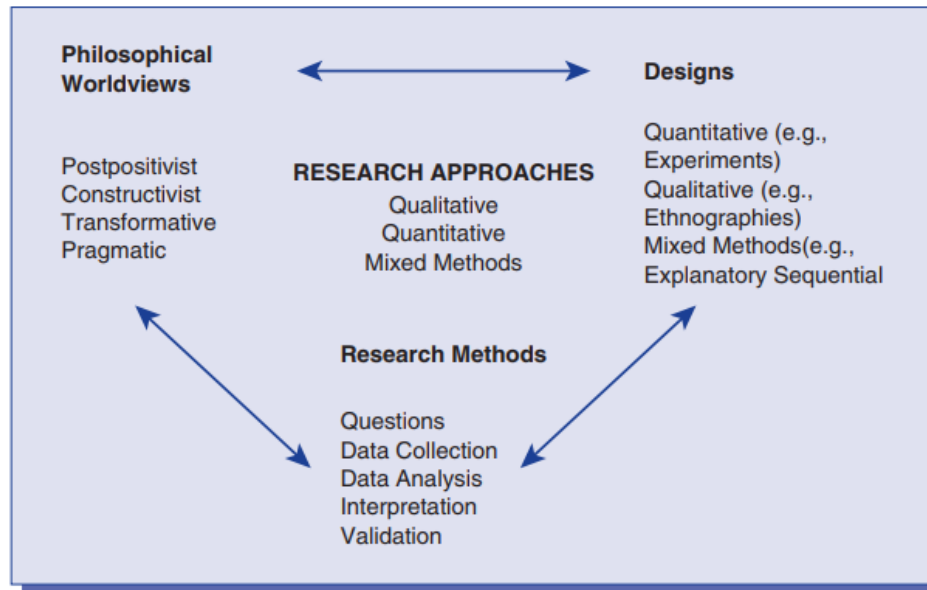 Philosophical
Worldviews
Postpositivist
Constructivist
Transformative
Pragmatic
RESEARCH APPROACHES
Qualitative
Quantitative
Mixed Methods
Designs
Quantitative (e.g.,
Experiments)
Qualitative (e.g.,
Ethnographies)
Mixed Methods(e.g.,
Explanatory Sequential
Research Methods
Questions
Data Collection
Data Analysis
Interpretation
Validation